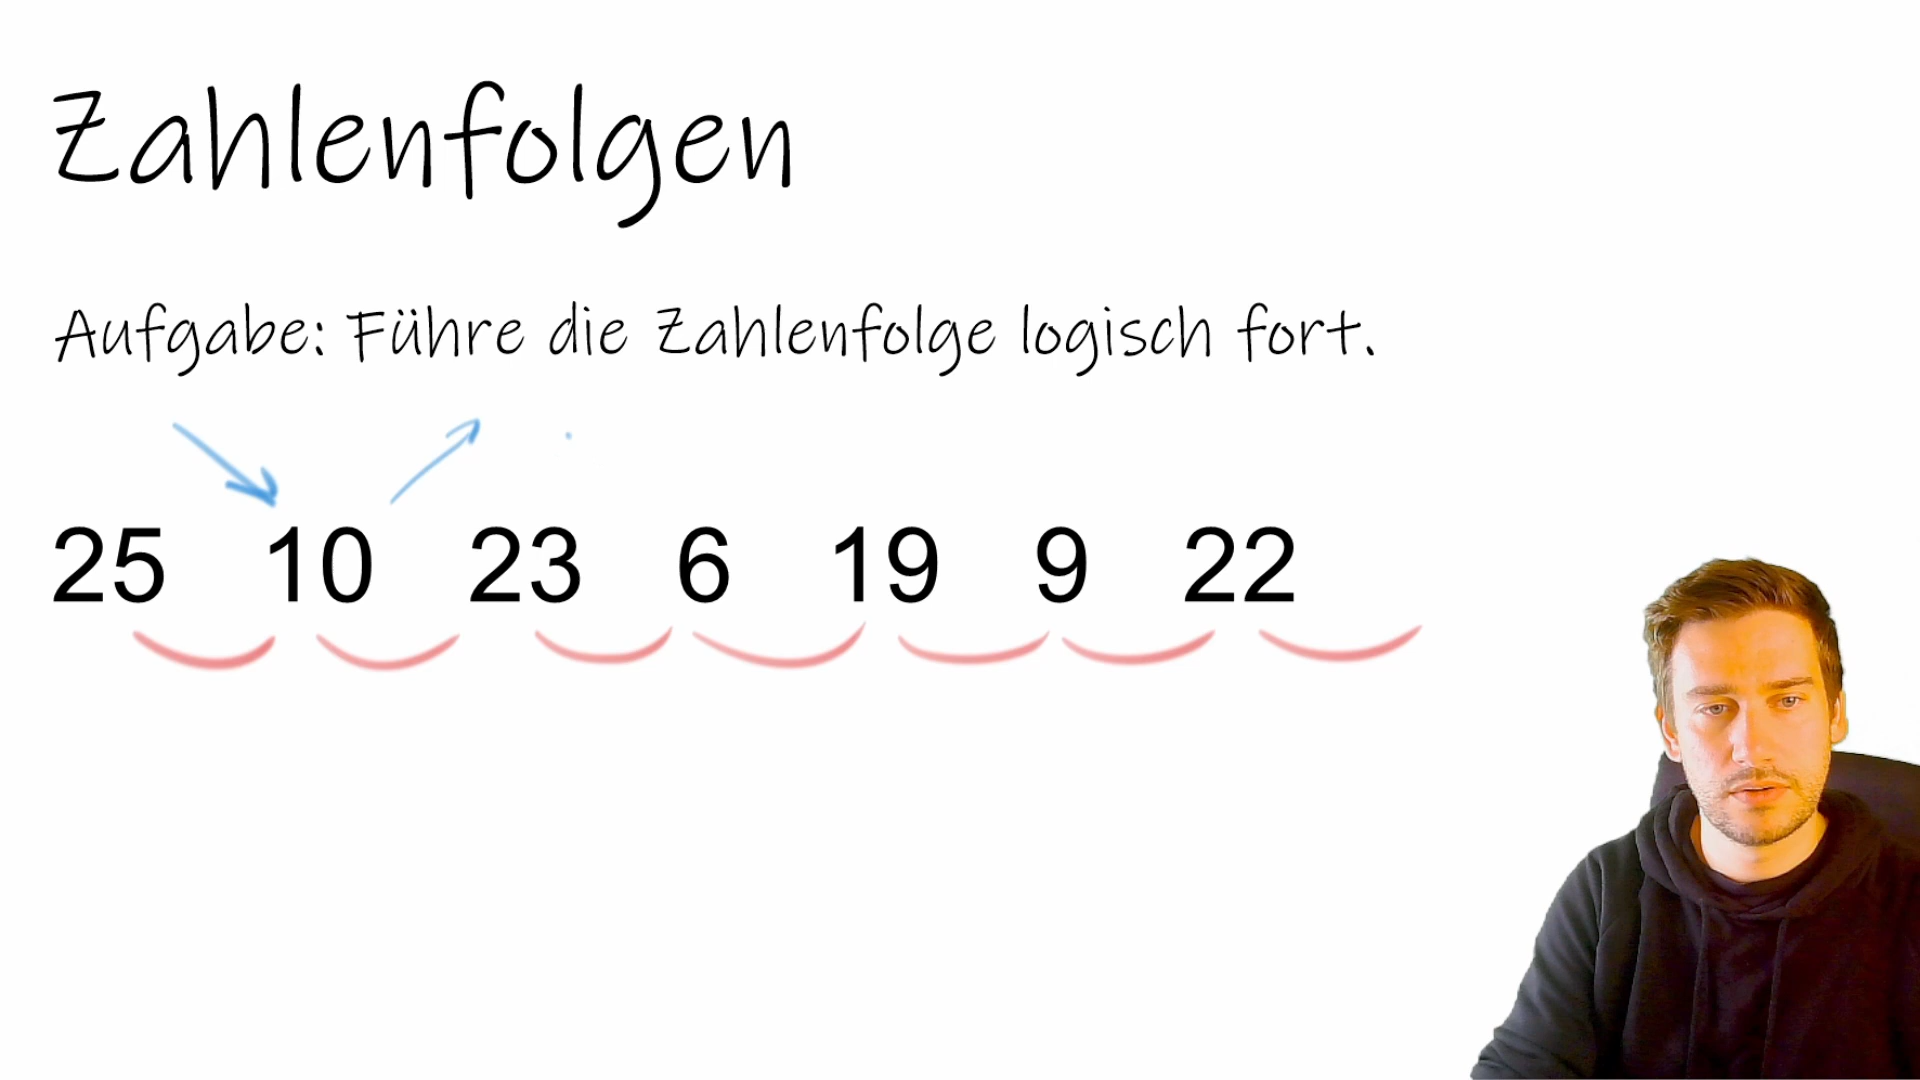 Zahlenfolgen
Aufgabe: Führe die Zahlenfolge logisch fort.
25 10 23 6 19 9 22